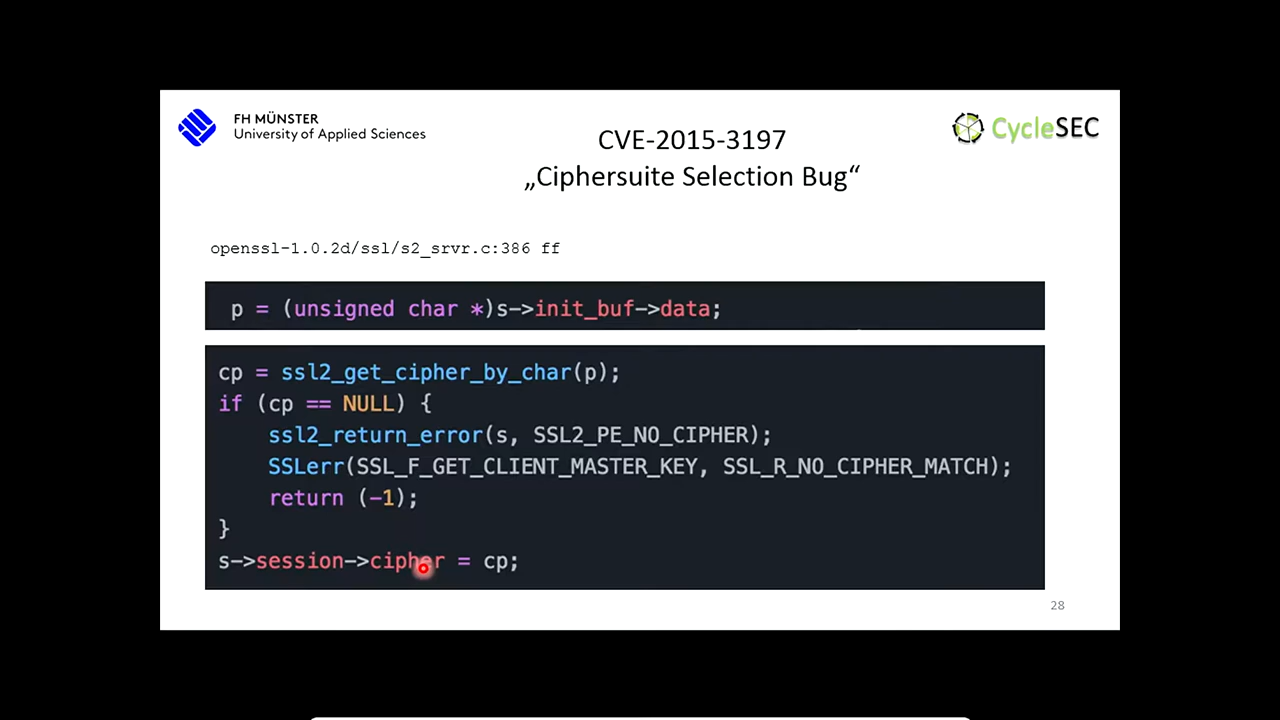 FH MÜNSTER
University of Applied Sciences
CycleSEC
CVE-2015-3197
„Ciphersuite Selection Bug“
openssl-1.0.2d/ssl/s2_srvr.c:386 ff
p = (unsigned char *)s->init_buf->data;
cp = ssl2_get_cipher_by_char(p);
if (cp == NULL) {
ssl2_return_error(s, SSL2_PE_NO_CIPHER);
SSLerr(SSL_F_GET_CLIENT_MASTER_KEY, SSL_R_NO_CIPHER_MATCH);
return (-1);
}
s->session->cipher = cp;
28